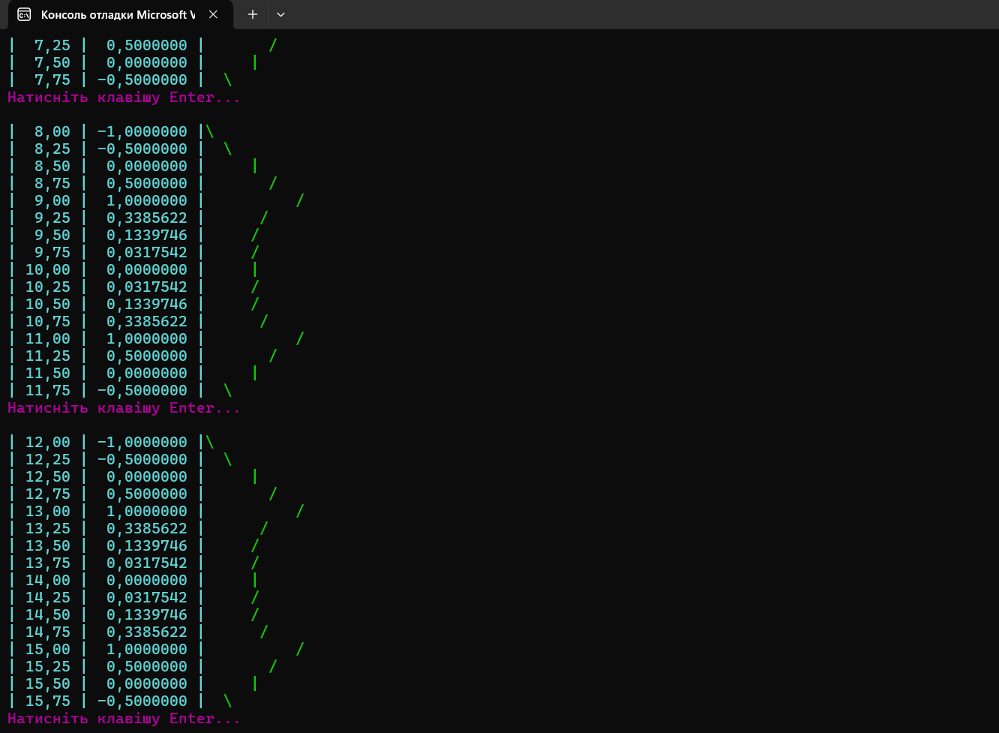 Консоль отладки Microsoft V
|  7,25 |  0,5000000 |       /
|  7,50 |  0,0000000 |     |
|  7,75 | -0,5000000 |  \
Натисніть клавішу Enter...
|  8,00 | -1,0000000 |\
|  8,25 | -0,5000000 |  \
|  8,50 |  0,0000000 |     |
|  8,75 |  0,5000000 |       /
|  9,00 |  1,0000000 |          /
|  9,25 |  0,3385622 |      /
|  9,50 |  0,1339746 |     /
|  9,75 |  0,0317542 |     /
| 10,00 |  0,0000000 |     |
| 10,25 |  0,0317542 |     /
| 10,50 |  0,1339746 |     /
| 10,75 |  0,3385622 |      /
| 11,00 |  1,0000000 |          /
| 11,25 |  0,5000000 |       /
| 11,50 |  0,0000000 |     |
| 11,75 | -0,5000000 |  \
Натисніть клавішу Enter...
| 12,00 | -1,0000000 |\
| 12,25 | -0,5000000 |  \
| 12,50 |  0,0000000 |     |
| 12,75 |  0,5000000 |       /
| 13,00 |  1,0000000 |          /
| 13,25 |  0,3385622 |      /
| 13,50 |  0,1339746 |     /
| 13,75 |  0,0317542 |     /
| 14,00 |  0,0000000 |     |
| 14,25 |  0,0317542 |     /
| 14,50 |  0,1339746 |     /
| 14,75 |  0,3385622 |      /
| 15,00 |  1,0000000 |          /
| 15,25 |  0,5000000 |       /
| 15,50 |  0,0000000 |     |
| 15,75 | -0,5000000 |  \
Натисніть клавішу Enter...